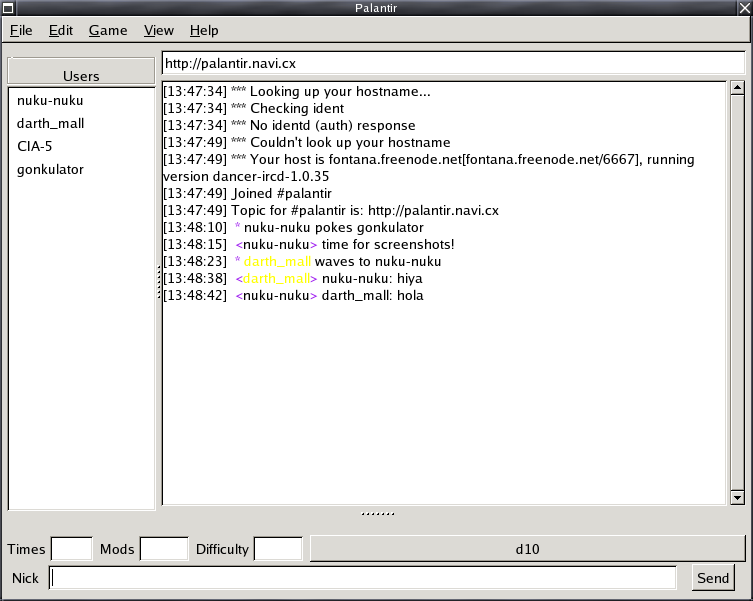 Palantir
File Edit Game View Help
Users
nuku-nuku
darth_mall
CIA-5
gonkulator
http://palantir.navi.cx
[13:47:34] *** Looking up your hostname...
[13:47:34] *** Checking ident
[13:47:34] *** No identd (auth) response
[13:47:49] *** Couldn't look up your hostname
[13:47:49] *** Your host is fontana.freenode.net[fontana.freenode.net/6667], running
version dancer-ircd-1.0.35
[13:47:49] Joined #palantir
[13:47:49] Topic for #palantir is: http://palantir.navi.cx
[13:48:10] * nuku-nuku pokes gonkulator
[13:48:15] <nuku-nuku> time for screenshots!
[13:48:23] * darth_mall waves to nuku-nuku
[13:48:38] <darth_mall> nuku-nuku: hiya
[13:48:42] <nuku-nuku> darth_mall: hola
Times Mods Difficulty d10
Nick Send